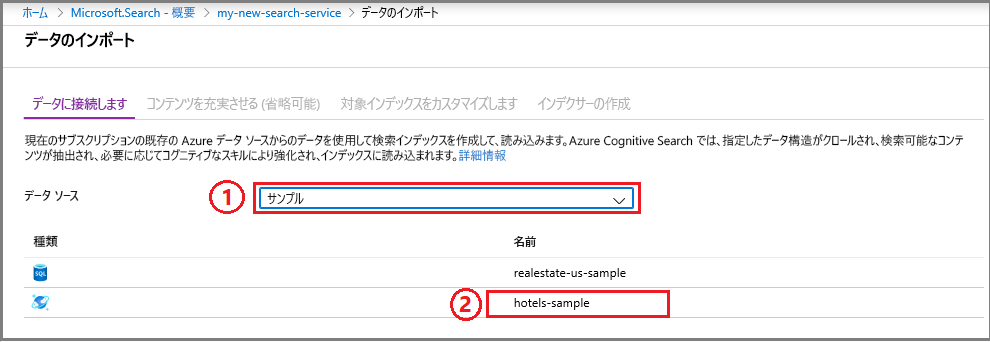 ホーム > Microsoft.Search - 概要 > my-new-search-service > データのインポート
データのインポート
データに接続します コンテンツを充実させる (省略可能) 対象インデックスをカスタマイズします インデクサーの作成
現在のサブスクリプションの既存の Azure データ ソースからのデータを使用して検索インデックスを作成して、読み込みます。Azure Cognitive Search では、指定したデータ構造がクロールされ、検索可能なコンテ
ンツが抽出され、必要に応じてコグニティブなスキルにより強化され、インデックスに読み込まれます。詳細情報
データ ソース 1 サンプル
種類 名前
SQL realestate-us-sample
2 hotels-sample